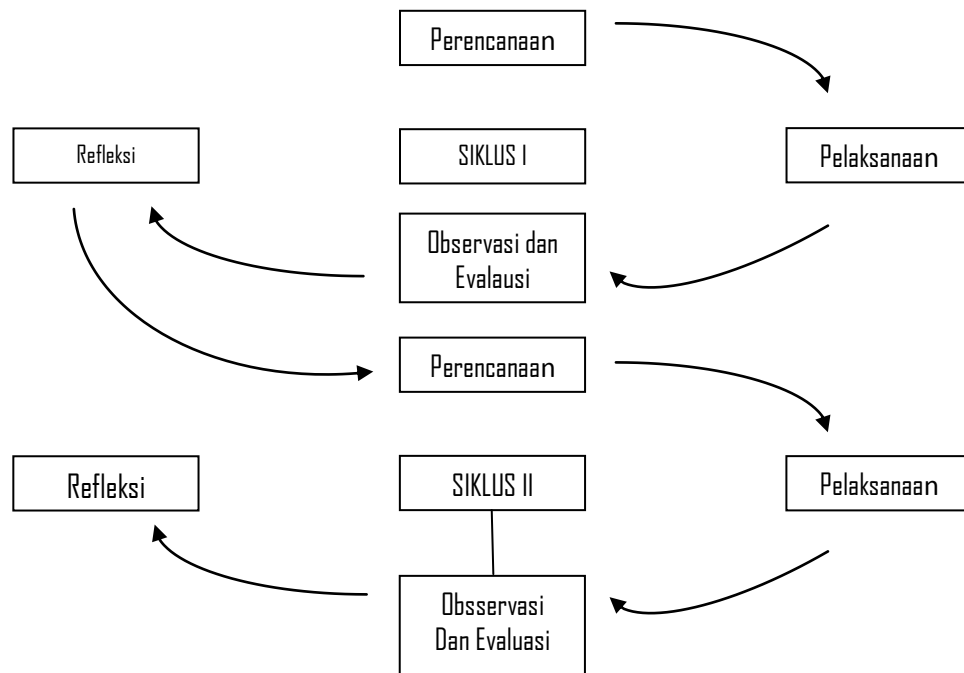 Perencanaan
Refleksi
SIKLUS I
Pelaksanaan
Observasi dan
Evalausi
Perencanaan
Refleksi
SIKLUS II
Pelaksanaan
Obsservasi
Dan Evaluasi